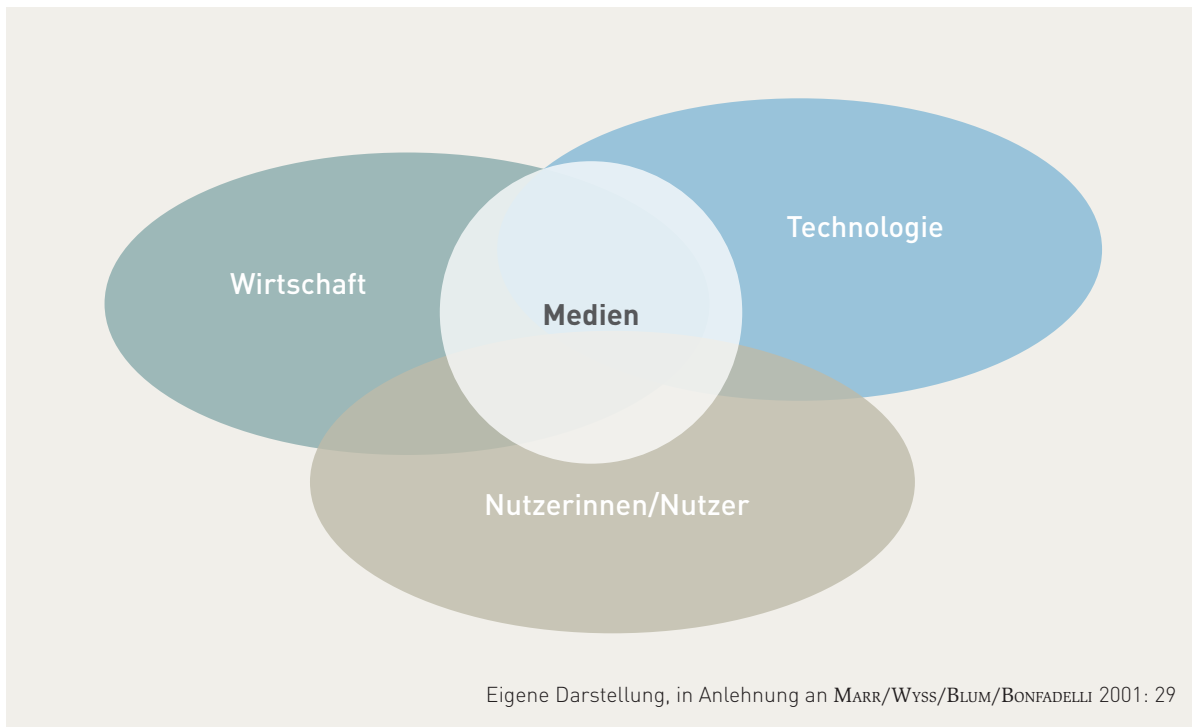 Technologie
Wirtschaft
Medien
Nutzerinnen/Nutzer
Eigene Darstellung, in Anlehnung an Marr/Wyss/Blum/Bonfadelli 2001: 29